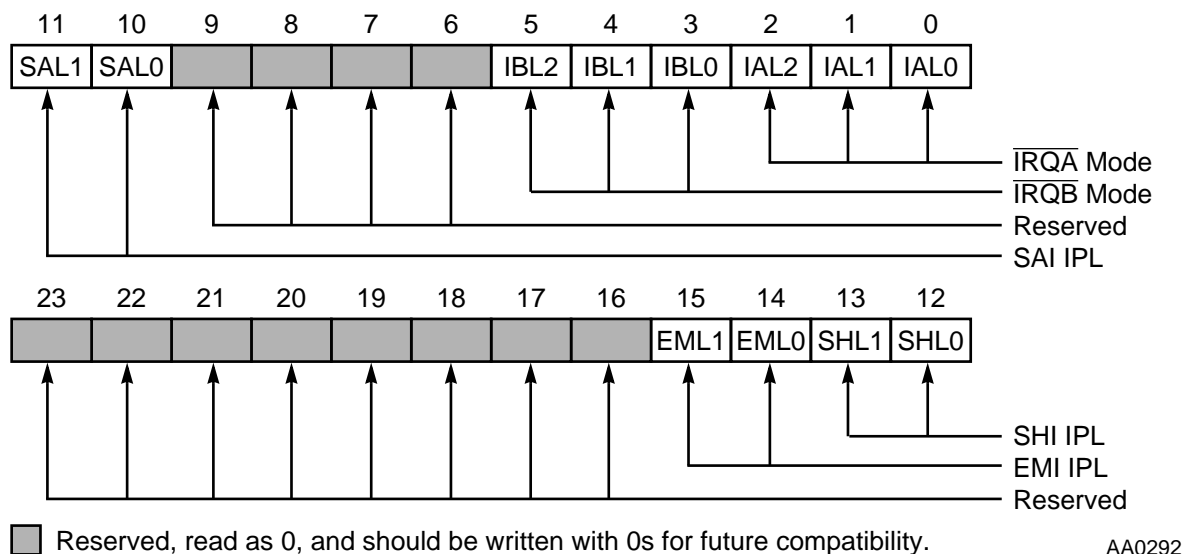 11 10 9 8 7 6 5 4 3 2 1 0
SAL1 SAL0 IBL2 IBL1 IBL0 IAL2 IAL1 IAL0
IRQA Mode
IRQB Mode
Reserved
SAI IPL
23 22 21 20 19 18 17 16 15 14 13 12
EML1 EML0 SHL1 SHL0
SHI IPL
EMI IPL
Reserved
Reserved, read as 0, and should be written with 0s for future compatibility.
AA0292